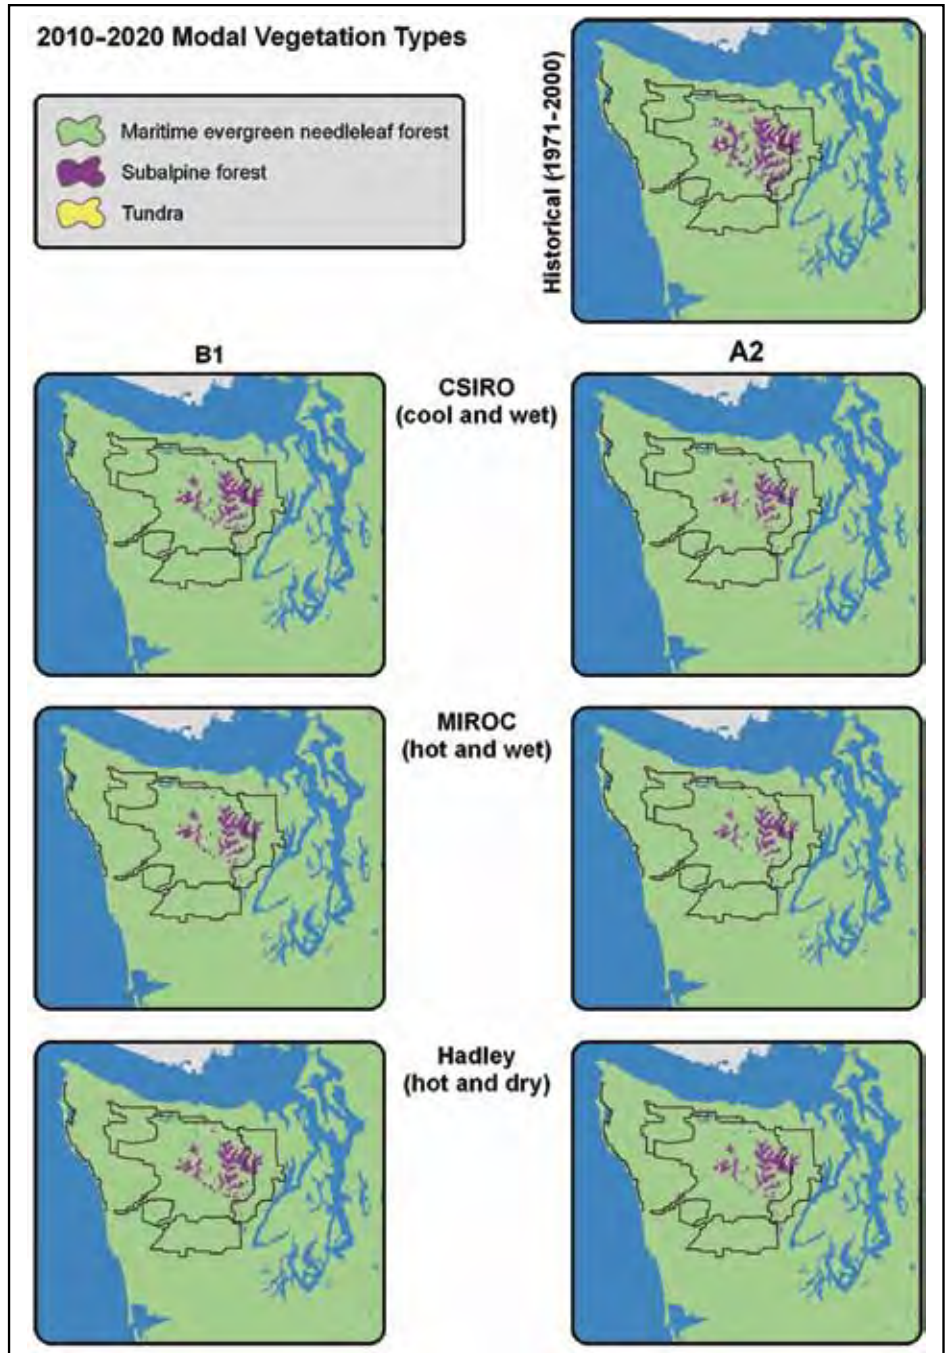 2010–2020 Modal Vegetation Types
Maritime evergreen needleleaf forest
Subalpine forest
Tundra
Historical (1971-2000)
B1
A2
CSIRO
(cool and wet)
MIROC
(hot and wet)
Hadley
(hot and dry)